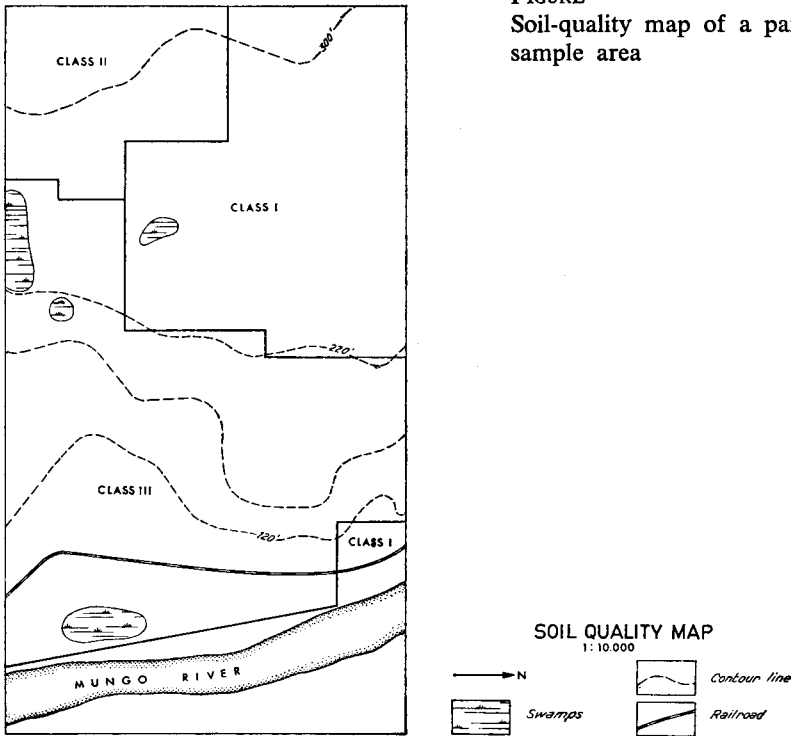 FIGURE
Soil-quality map of a
sample area
CLASS II
300'
CLASS I
220'
CLASS III
120'
CLASS I
MUNGO RIVER
SOIL QUALITY MAP
1:10.000
N
Contour line
Swamps
Railroad